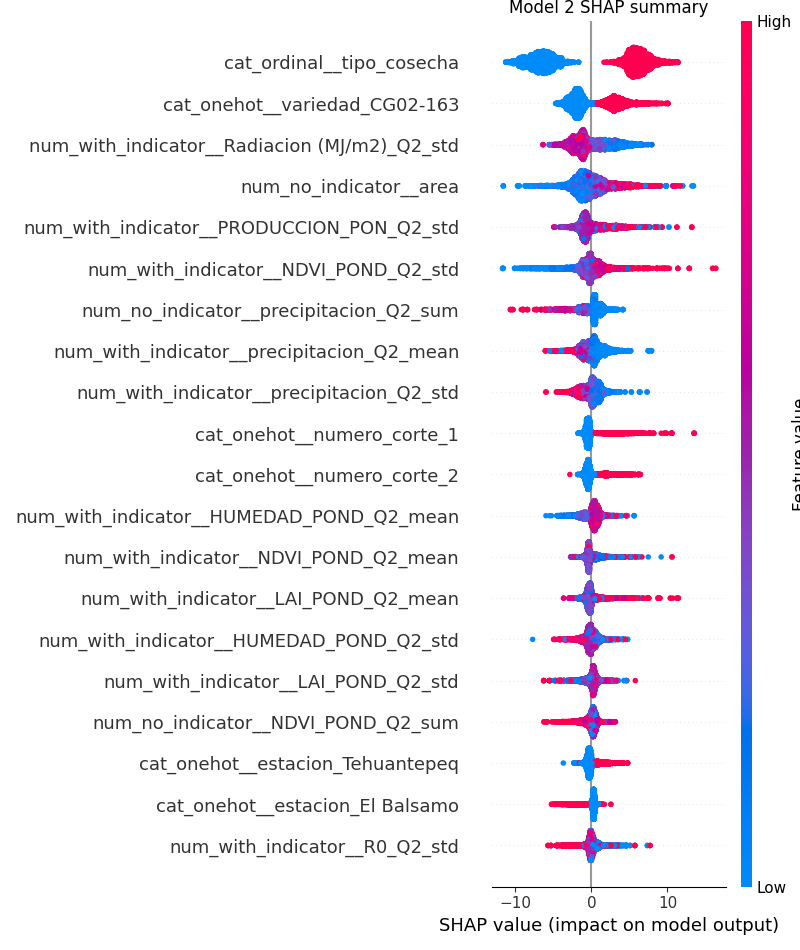 Model 2 SHAP summary
High
cat_ordinal__tipo_cosecha
cat_onehot__variedad_CG02-163
num_with_indicator__Radiacion (MJ/m2)_Q2_std
num_no_indicator__area
num_with_indicator__PRODUCCION_PON_Q2_std
num_with_indicator__NDVI_POND_Q2_std
num_no_indicator__precipitacion_Q2_sum
num_with_indicator__precipitacion_Q2_mean
num_with_indicator__precipitacion_Q2_std
cat_onehot__numero_corte_1
cat_onehot__numero_corte_2
num_with_indicator__HUMEDAD_POND_Q2_mean
num_with_indicator__NDVI_POND_Q2_mean
num_with_indicator__LAI_POND_Q2_mean
num_with_indicator__HUMEDAD_POND_Q2_std
num_with_indicator__LAI_POND_Q2_std
num_no_indicator__NDVI_POND_Q2_sum
cat_onehot__estacion_Tehuantepeq
cat_onehot__estacion_El Balsamo
num_with_indicator__R0_Q2_std
Feature value
Low
−10 0 10
SHAP value (impact on model output)